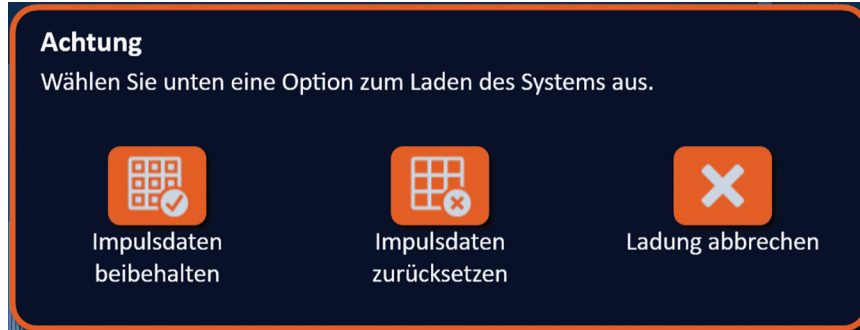 Achtung
Wählen Sie unten eine Option zum Laden des Systems aus.
Impulsdaten
beibehalten
Impulsdaten
zurücksetzen
Ladung abbrechen